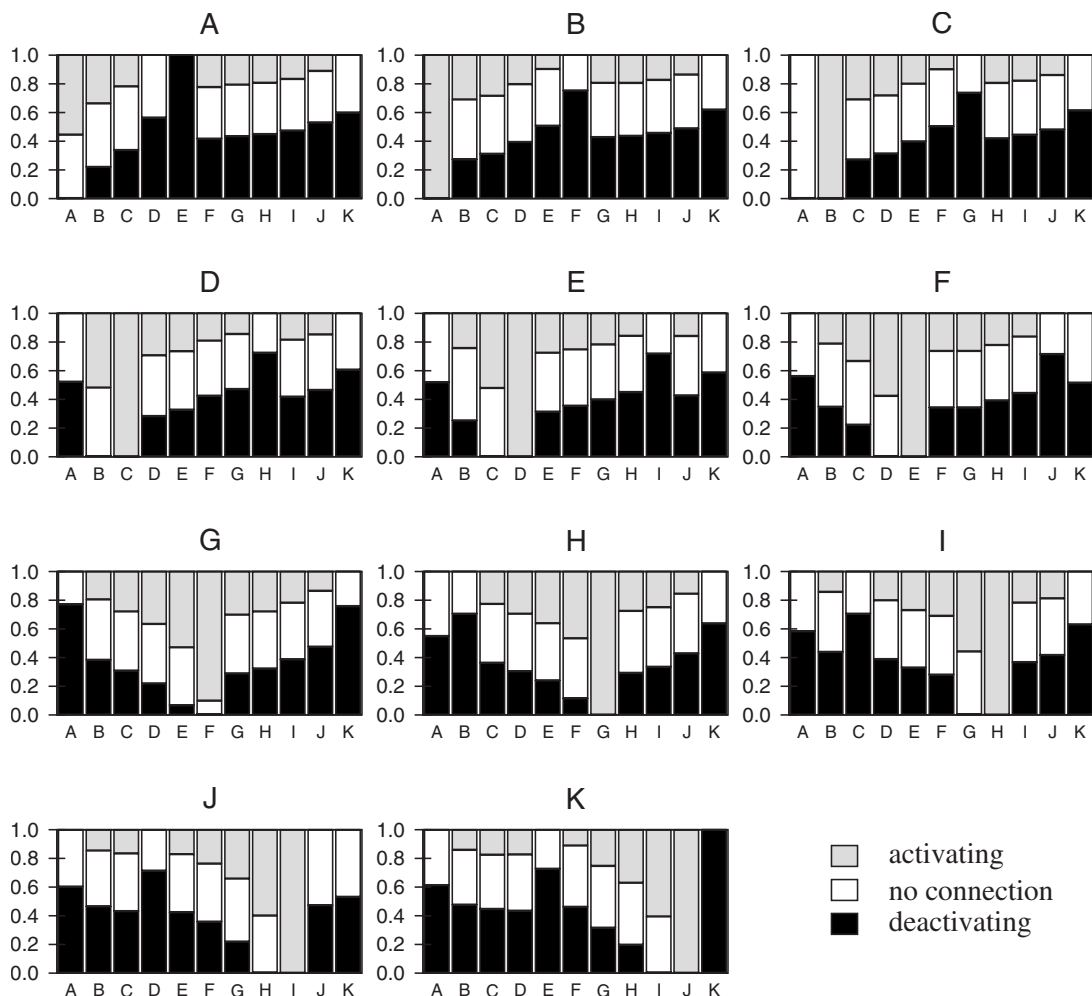 A B C
1.0 1.0 1.0
0.8 0.8 0.8
0.6 0.6 0.6
0.4 0.4 0.4
0.2 0.2 0.2
0.0 0.0 0.0
A B C D E F G H I J K A B C D E F G H I J K A B C D E F G H I J K
D E F
1.0 1.0 1.0
0.8 0.8 0.8
0.6 0.6 0.6
0.4 0.4 0.4
0.2 0.2 0.2
0.0 0.0 0.0
A B C D E F G H I J K A B C D E F G H I J K A B C D E F G H I J K
G H I
1.0 1.0 1.0
0.8 0.8 0.8
0.6 0.6 0.6
0.4 0.4 0.4
0.2 0.2 0.2
0.0 0.0 0.0
A B C D E F G H I J K A B C D E F G H I J K A B C D E F G H I J K
J K
1.0 1.0
0.8 0.8
0.6 0.6
0.4 0.4
0.2 0.2
0.0 0.0
A B C D E F G H I J K A B C D E F G H I J K
activating
no connection
deactivating